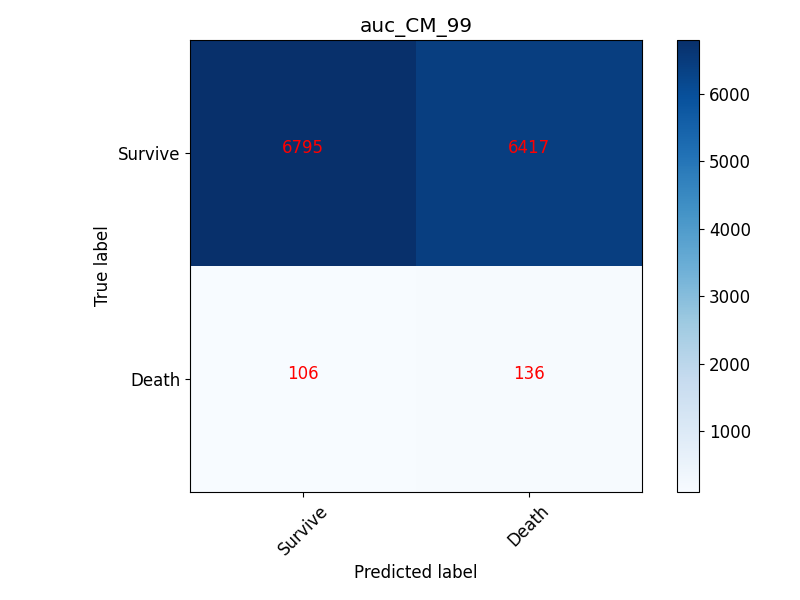 auc_CM_99
6000
5000
4000
3000
2000
1000
True label
Survive
Death
6795
6417
106
136
Survive
Death
Predicted label